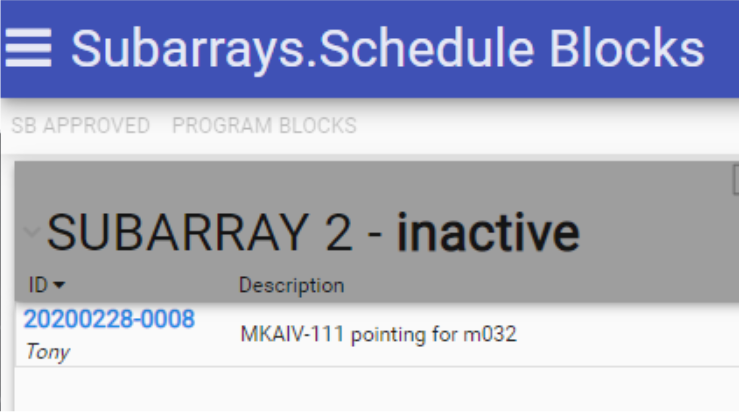 Subarrays.Schedule Blocks
SB APPROVED PROGRAM BLOCKS
SUBARRAY 2 - inactive
ID Description
20200228-0008
MKAIV-111 pointing for m032
Tony